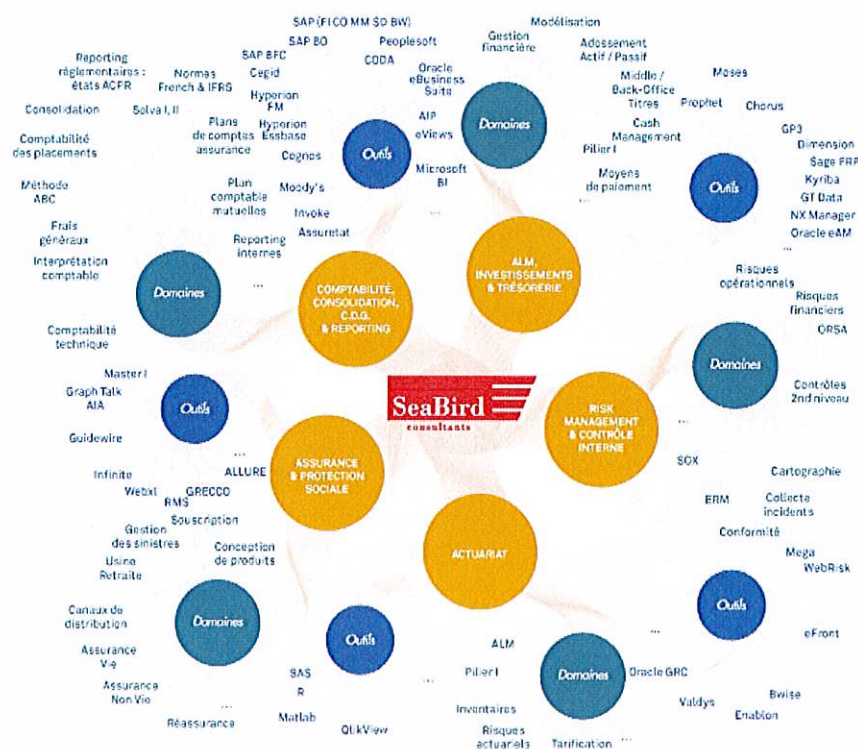 SAP (FI CO MM SD BW)
SAP BO
Peoplesoft
SAP BFC
CODA
Cegid
Oracle
eBusiness
Suite
Hyperion
FM
AIP
Hyperion
Essbase
eViews
Cognos
Microsoft
BI
Moody's
Invoke
Assuretat
...
Outils
Reporting
réglementaires :
états ACPR
Normes
French & IFRS
Consolidation
Solva I, II
Plans
de comptes
assurance
Comptabilité
des placements
Méthode
ABC
Plan
comptable
mutuelles
Frais
généraux
Reporting
internes
Interprétation
comptable
...
Comptabilité
technique
Domaines
COMPTABILITÉ,
CONSOLIDATION,
C.D.G.
& REPORTING
Modélisation
Gestion
financière
Adossement
Actif / Passif
Middle /
Back-Office
Titres
Cash
Management
Pilier I
Moyens
de paiement
...
Domaines
Moses
Prophet
Chorus
GP3
Dimension
Sage FRP
Kyriba
GT Data
NX Manager
Oracle eAM
...
Outils
ALM,
INVESTISSEMENTS
& TRÉSORERIE
Risques
opérationnels
Risques
financiers
ORSA
Contrôles
2nd niveau
...
Domaines
SOX
Cartographie
ERM
Collecte
incidents
Conformité
Mega
WebRisk
eFront
Bwise
Enablon
Valdys
Oracle GRC
...
Outils
RISK
MANAGEMENT
& CONTRÔLE
INTERNE
SeaBird
consultants
Master I
Graph Talk
AIA
Guidewire
Infinite
Webxl
RMS
GRECCO
ALLURE
...
Outils
ASSURANCE
& PROTECTION
SOCIALE
Souscription
Gestion
des sinistres
Conception
de produits
Usine
Retraite
Canaux de
distribution
Assurance
Vie
Assurance
Non Vie
...
Réassurance
Domaines
ACTUARIAT
Outils
SAS
R
Matlab
QlikView
...
Domaines
ALM
Pilier I
Inventaires
Risques
actuariels
Tarification
...